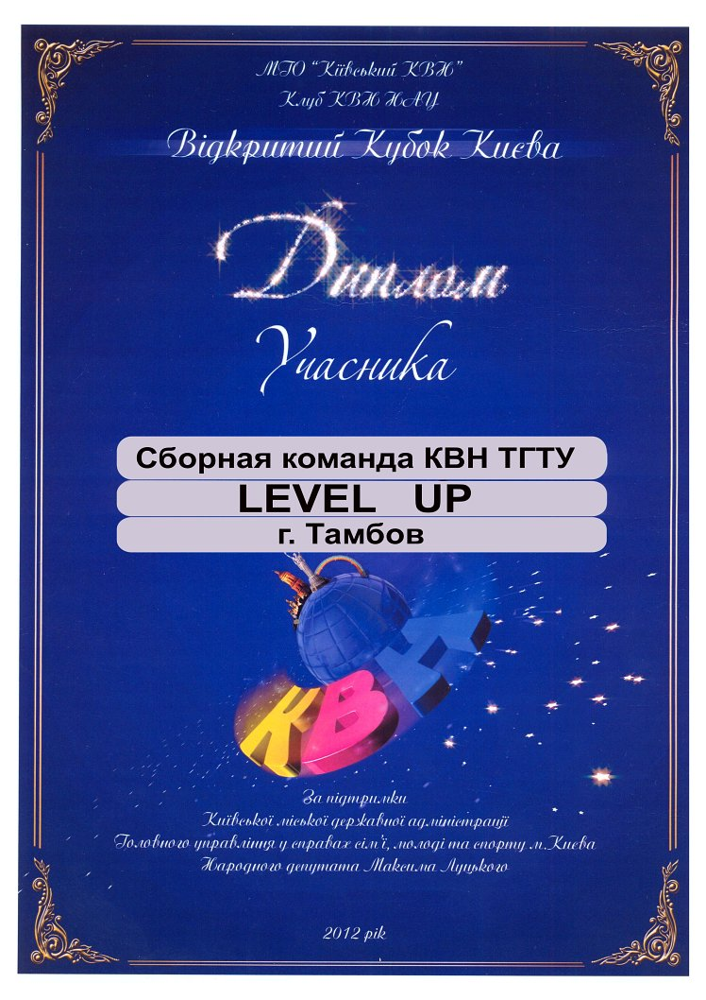 МГО "Київський КВН"
Клуб КВН НАУ
Відкритий Кубок Києва
Диплом
Учасника
Сборная команда КВН ТГТУ
LEVEL UP
г. Тамбов
КВН
За підтримки
Київської міської державної адміністрації
Головного управління у справах сім'ї, молоді та спорту м.Києва
Народного депутата Максима Луцького
2012 рік